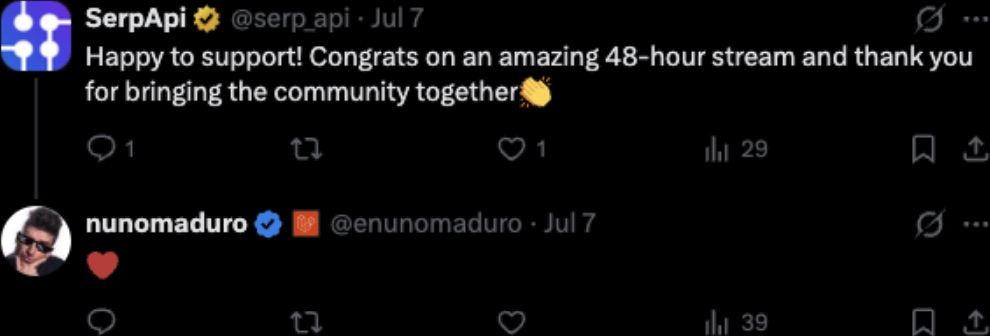 SerpApi @serp_api · Jul 7
Happy to support! Congrats on an amazing 48-hour stream and thank you
for bringing the community together👏
1 1 29
nunomaduro @enunomaduro · Jul 7
❤️
39